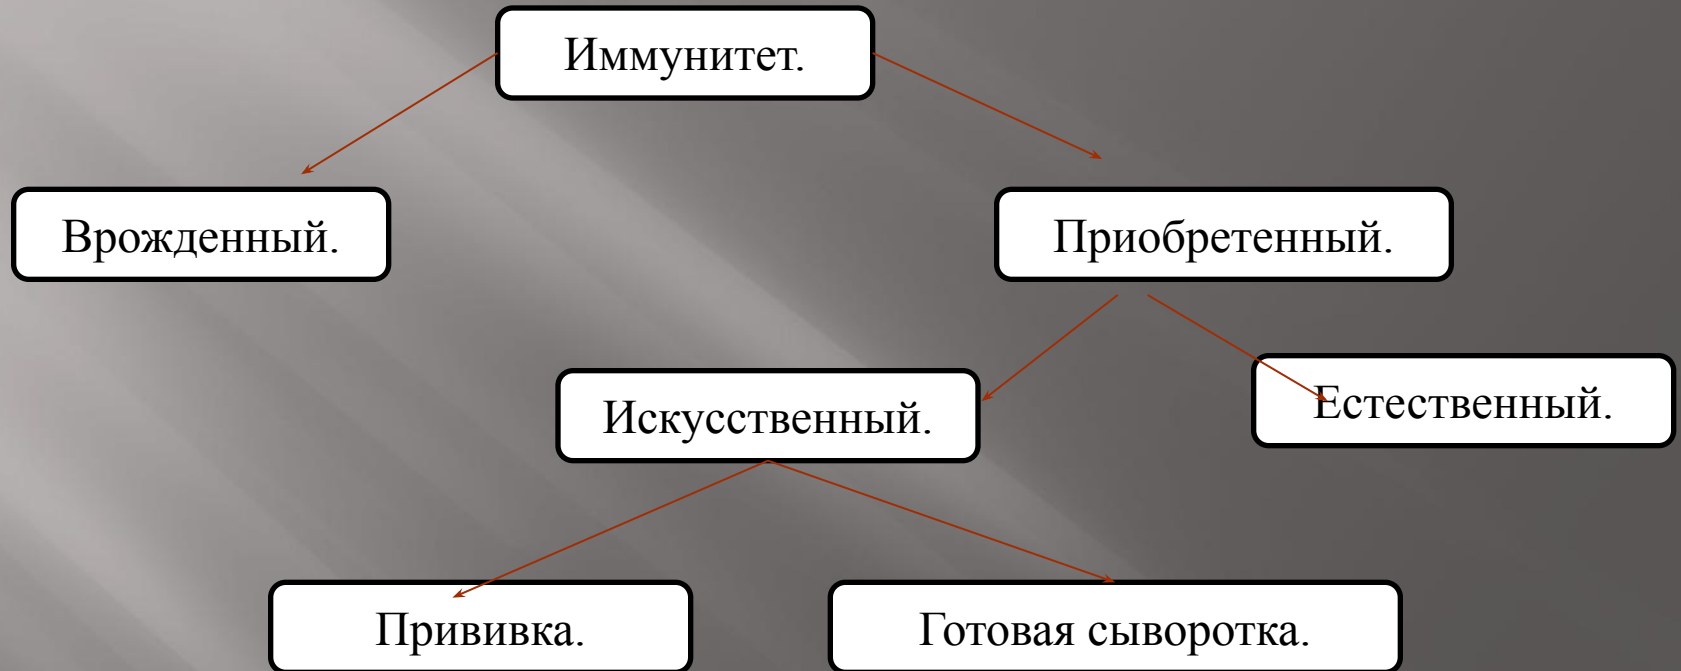 Иммунитет.
Врожденный.
Приобретенный.
Искусственный.
Естественный.
Прививка.
Готовая сыворотка.